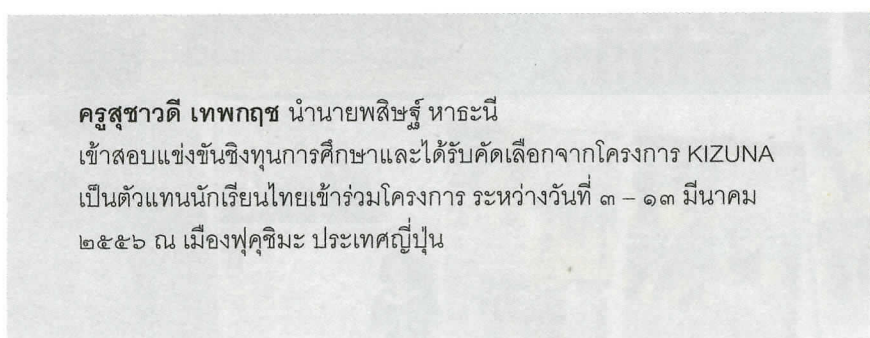 ครูสุชาวดี เทพกฤช นำนายพสิษฐ์ หาธะนี
เข้าสอบแข่งขันชิงทุนการศึกษาและได้รับคัดเลือกจากโครงการ KIZUNA
เป็นตัวแทนนักเรียนไทยเข้าร่วมโครงการ ระหว่างวันที่ ๓ – ๑๓ มีนาคม
๒๕๕๖ ณ เมืองฟุคุชิมะ ประเทศญี่ปุ่น